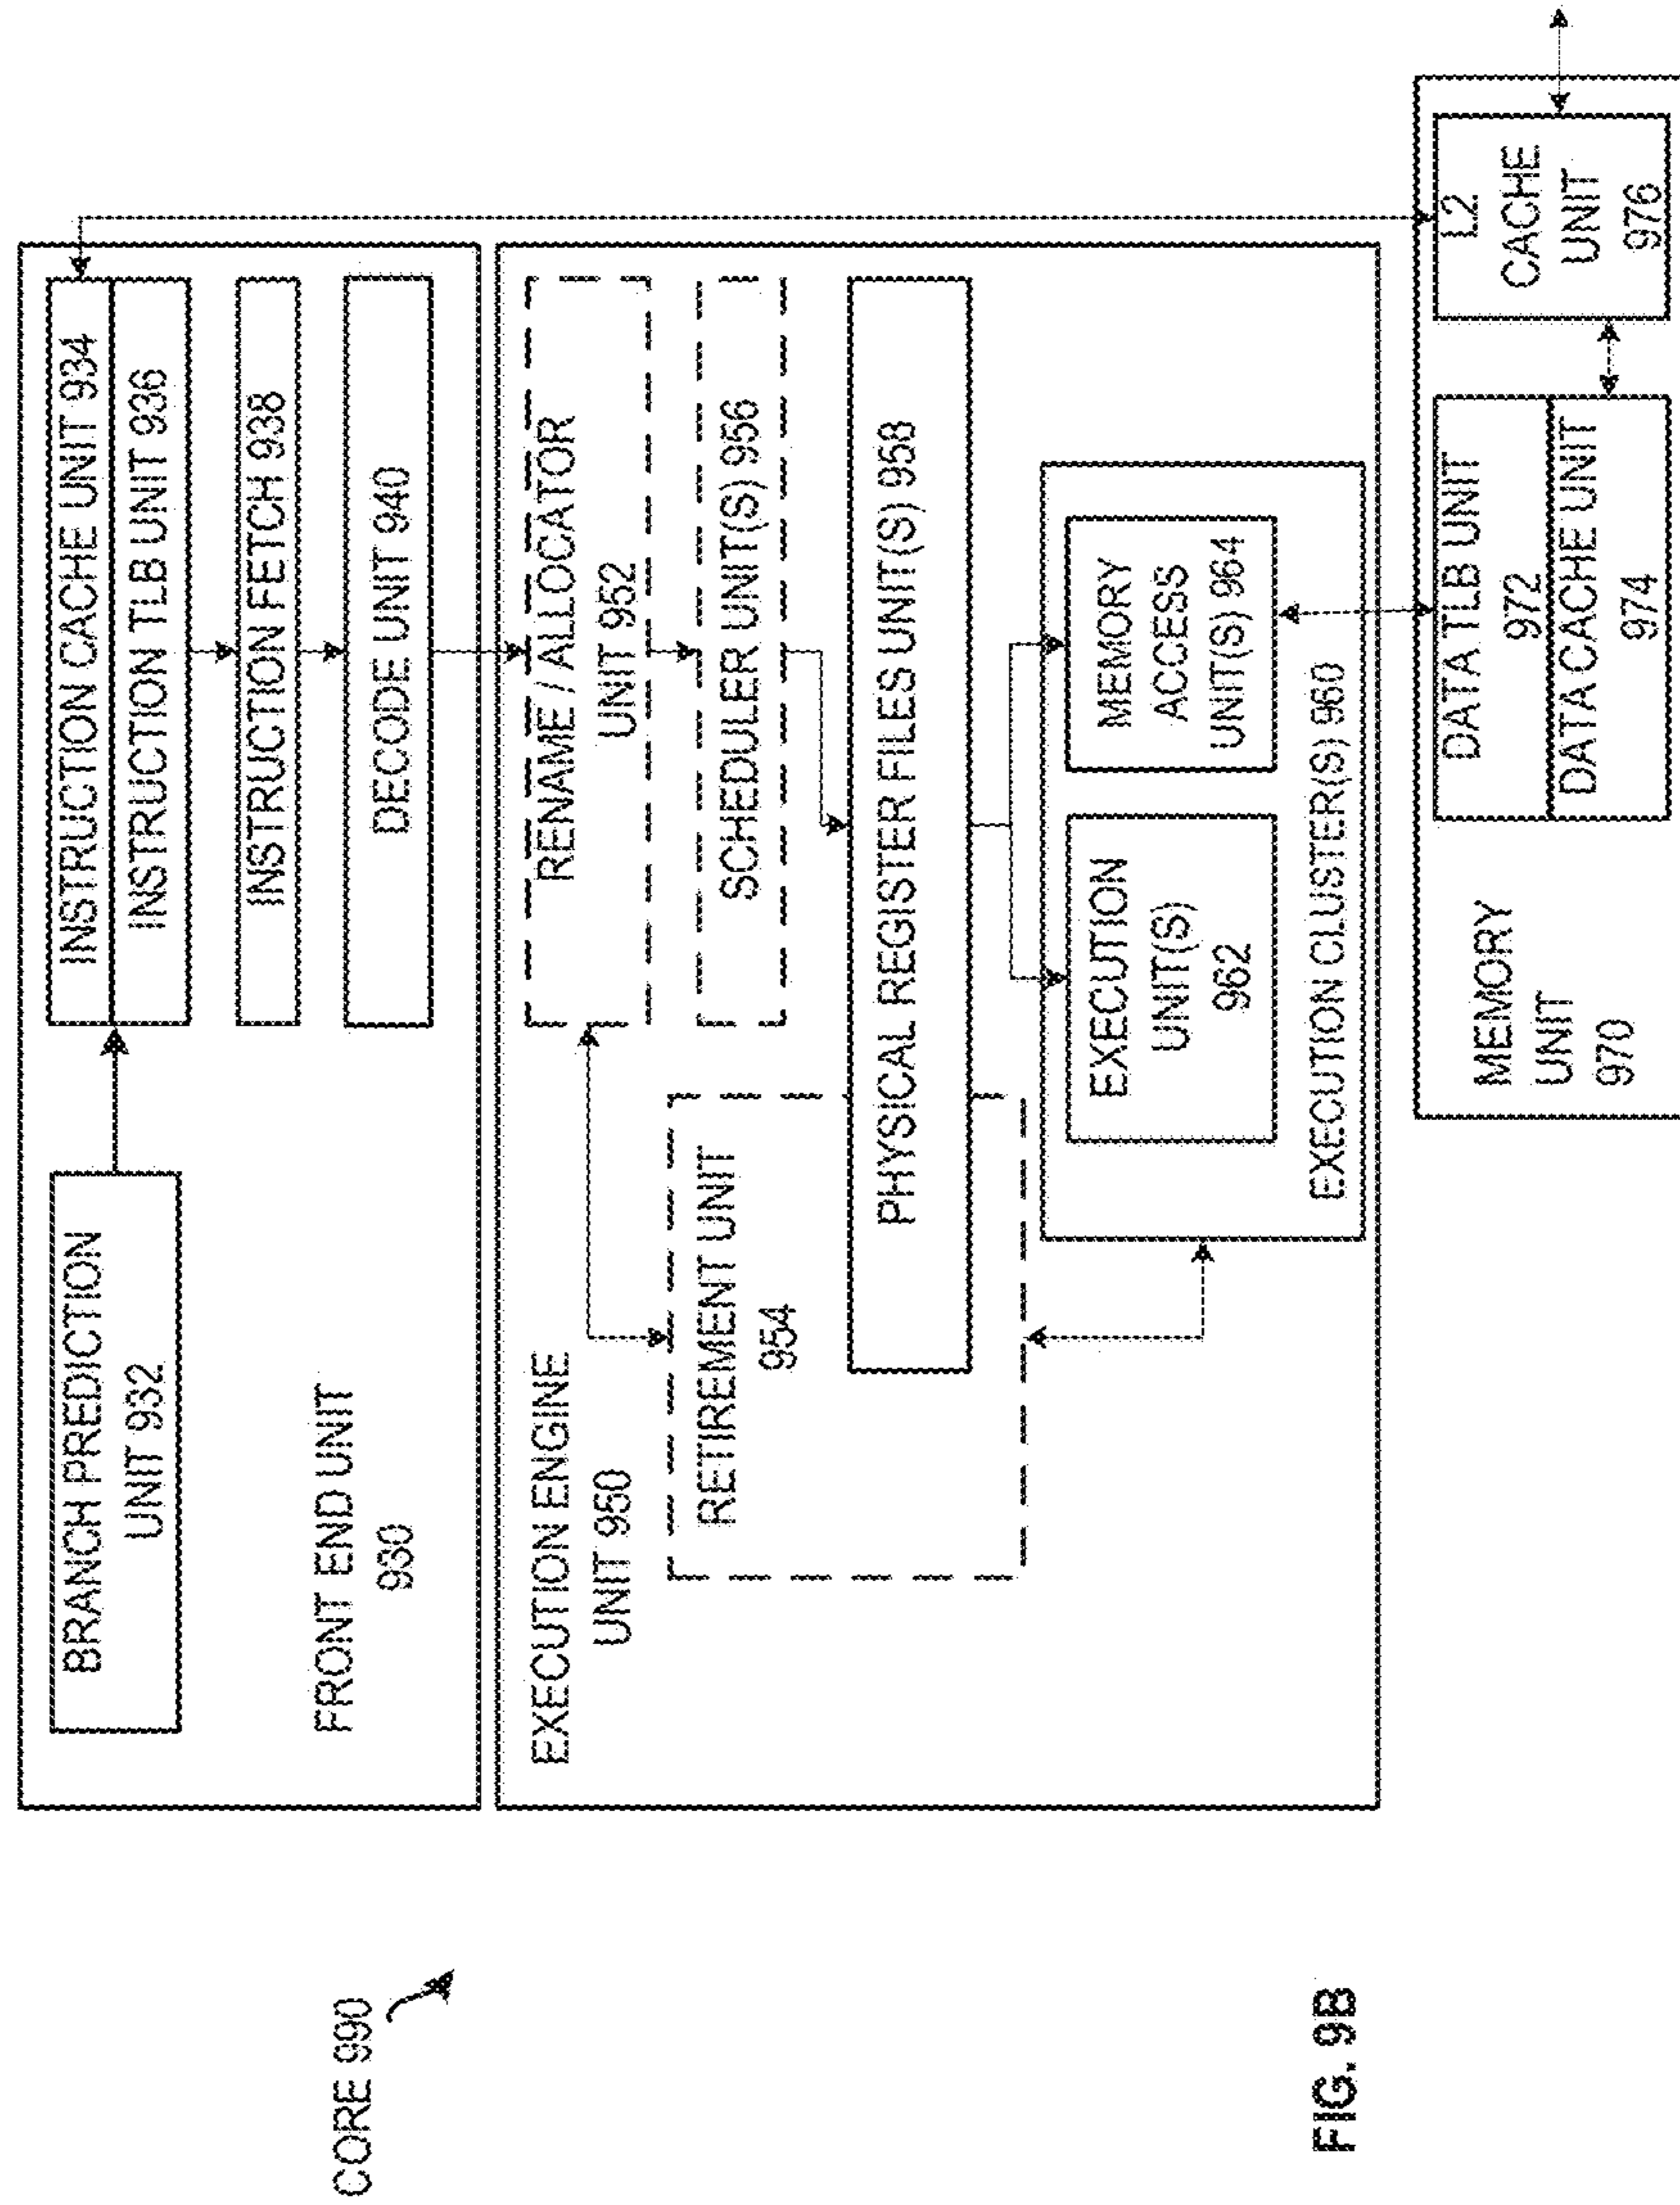 CORE 990
BRANCH PREDICTION
UNIT 932
INSTRUCTION CACHE UNIT 934
INSTRUCTION TLB UNIT 936
INSTRUCTION FETCH 938
FRONT END UNIT
930
DECODE UNIT 940
EXECUTION ENGINE
UNIT 950
RENAME / ALLOCATOR
UNIT 952
RETIREMENT UNIT
954
SCHEDULER UNIT(S) 956
PHYSICAL REGISTER FILES UNIT(S) 958
EXECUTION
UNIT(S)
962
MEMORY
ACCESS
UNIT(S) 964
EXECUTION CLUSTER(S) 960
MEMORY
UNIT
970
DATA TLB UNIT
972
DATA CACHE UNIT
974
L2
CACHE
UNIT
976
FIG. 9B